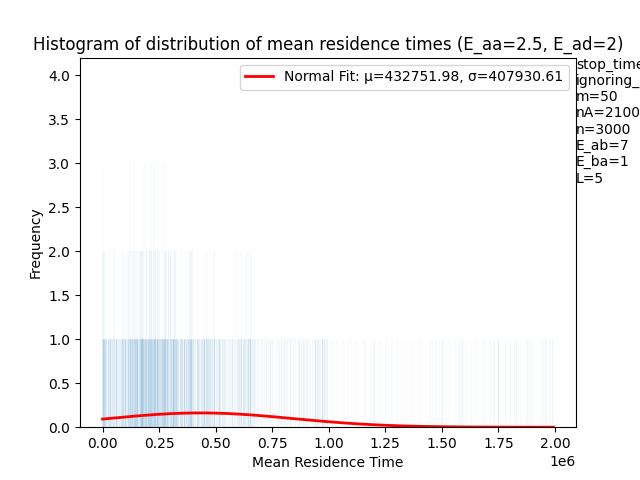 Histogram of distribution of mean residence times (E_aa=2.5, E_ad=2)
Normal Fit: μ=432751.98, σ=407930.61
stop_time
ignoring_
m=50
nA=2100
n=3000
E_ab=7
E_ba=1
L=5
Frequency
4.0
3.5
3.0
2.5
2.0
1.5
1.0
0.5
0.0
0.00 0.25 0.50 0.75 1.00 1.25 1.50 1.75 2.00
1e6
Mean Residence Time